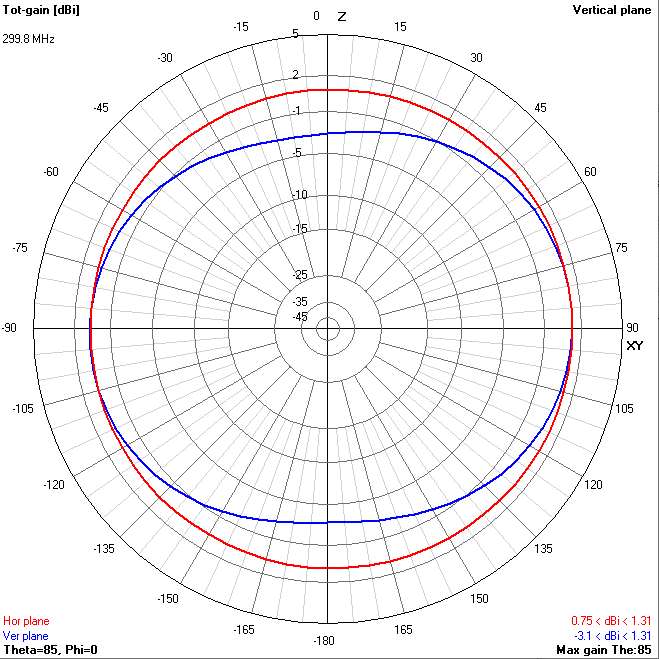 Tot-gain [dBi]
0 Z
Vertical plane
299.8 MHz
-15
5
15
-30
30
2
-45
-1
45
-5
-60
60
-10
-15
-75
75
-25
-35
-45
-90
90
XY
-105
105
-120
120
-135
135
-150
150
-165
165
-180
Hor plane
0.75 < dBi < 1.31
Ver plane
-3.1 < dBi < 1.31
Theta=85, Phi=0
Max gain The:85